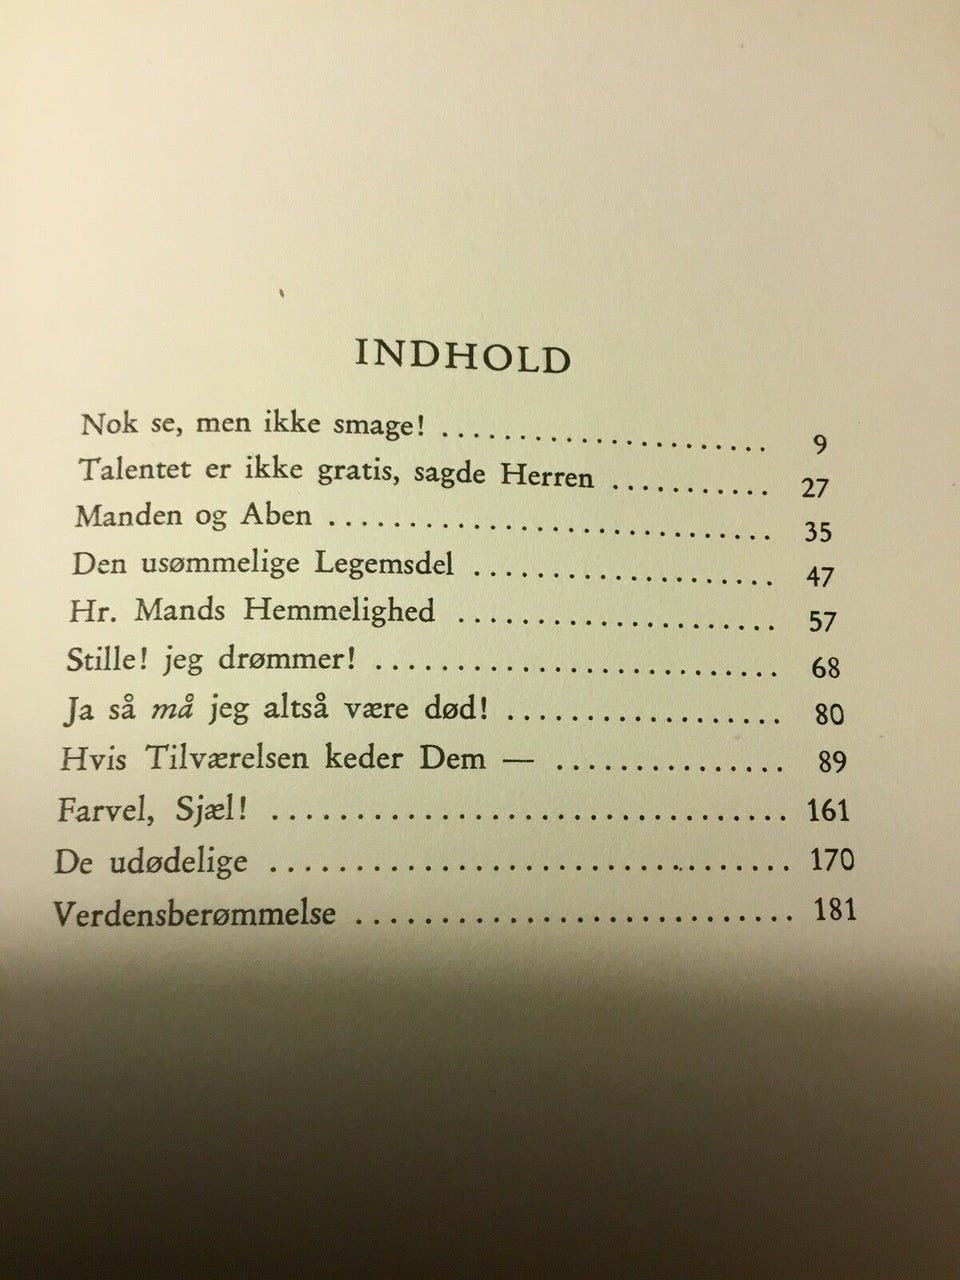 INDHOLD
Nok se, men ikke smage! ...................... 9
Talentet er ikke gratis, sagde Herren ........... 27
Manden og Aben ............................. 35
Den usømmelige Legemsdel .................... 47
Hr. Mands Hemmelighed ..................... 57
Stille! jeg drømmer! .......................... 68
Ja så må jeg altså være død! .................. 80
Hvis Tilværelsen keder Dem — ............... 89
Farvel, Sjæl! ................................ 161
De udødelige ................................ 170
Verdensberømmelse .......................... 181